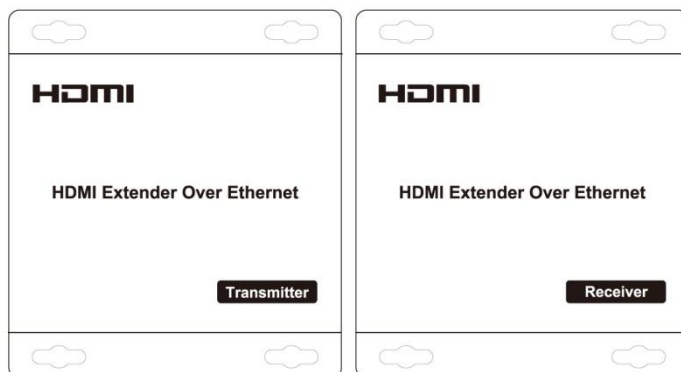 HDMI
HDMI Extender Over Ethernet
Transmitter
HDMI
HDMI Extender Over Ethernet
Receiver